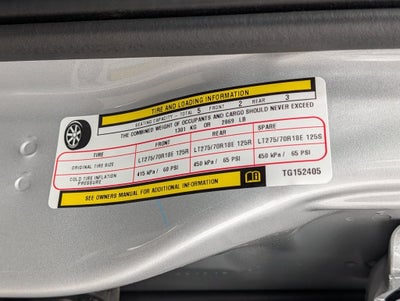 TIRE AND LOADING INFORMATION
SEATING CAPACITY - TOTAL 5 FRONT 2 REAR 3
THE COMBINED WEIGHT OF OCCUPANTS AND CARGO SHOULD NEVER EXCEED
1301 KG OR 2869 LB
TIRE FRONT REAR SPARE
ORIGINAL TIRE SIZE LT275/70R18E 125R LT275/70R18E 125R LT275/70R18E 125S
COLD TIRE INFLATION PRESSURE 415 kPa / 60 PSI 450 kPa / 65 PSI 450 kPa / 65 PSI
SEE OWNERS MANUAL FOR ADDITIONAL INFORMATION
TG152405